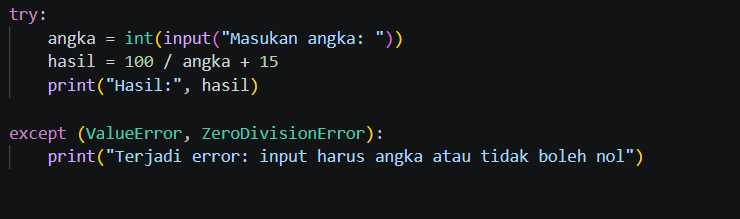 try:
    angka = int(input("Masukan angka: "))
    hasil = 100 / angka + 15
    print("Hasil:", hasil)

except (ValueError, ZeroDivisionError):
    print("Terjadi error: input harus angka atau tidak boleh nol")